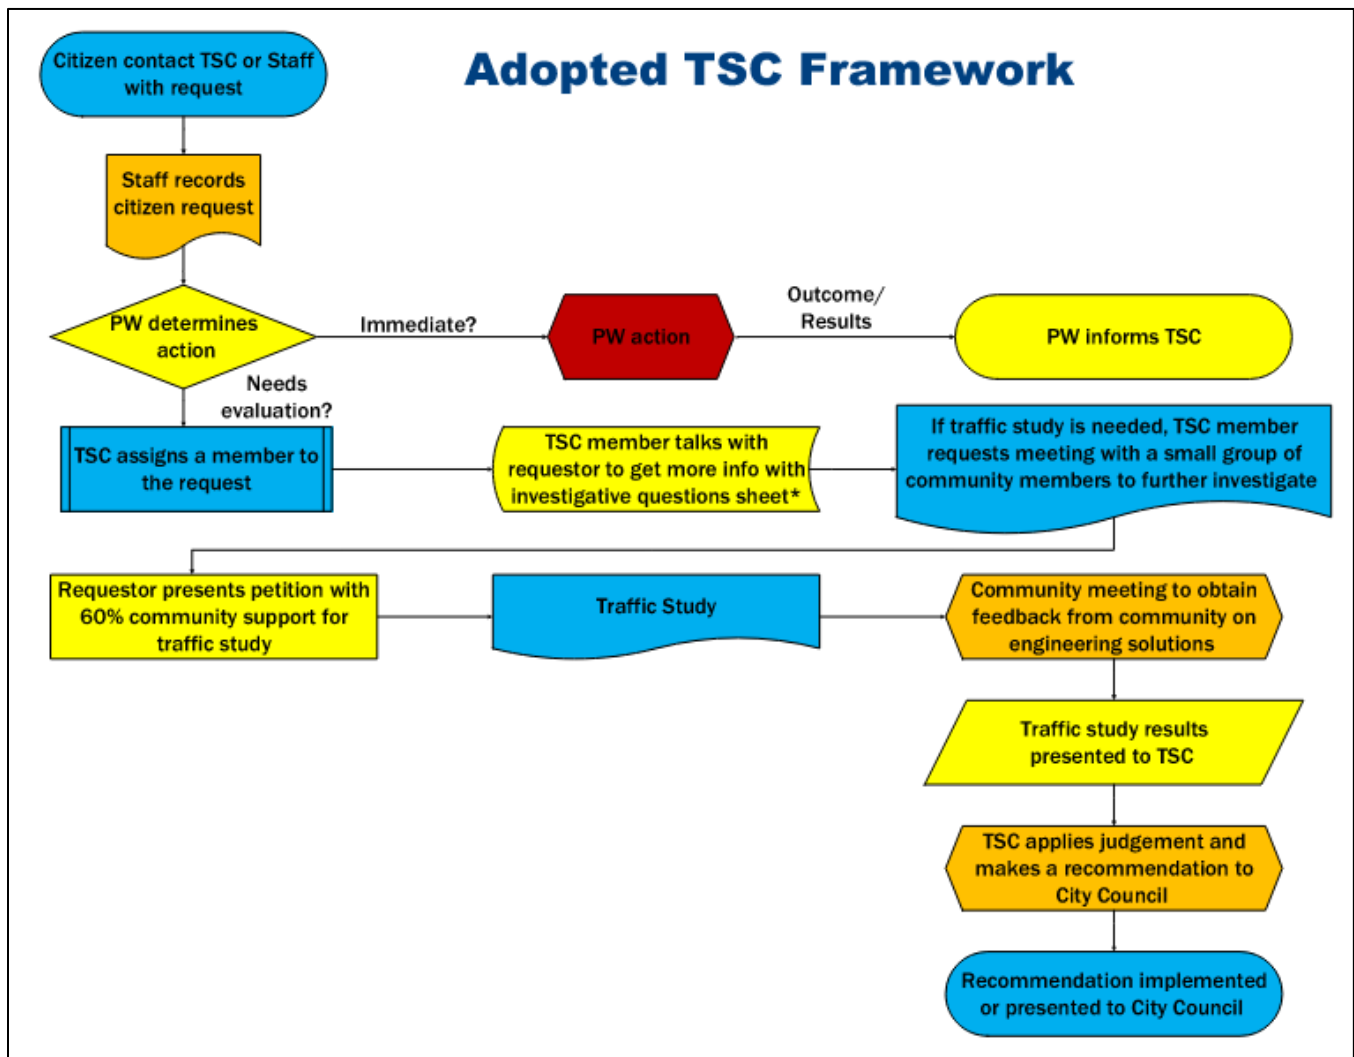 Adopted TSC Framework
Citizen contact TSC or Staff
with request
Staff records
citizen request
PW determines
action
Immediate?
PW action
Outcome/
Results
PW informs TSC
Needs
evaluation?
TSC assigns a member to
the request
TSC member talks with
requestor to get more info with
investigative questions sheet*
If traffic study is needed, TSC member
requests meeting with a small group of
community members to further investigate
Requestor presents petition with
60% community support for
traffic study
Traffic Study
Community meeting to obtain
feedback from community on
engineering solutions
Traffic study results
presented to TSC
TSC applies judgement and
makes a recommendation to
City Council
Recommendation implemented
or presented to City Council